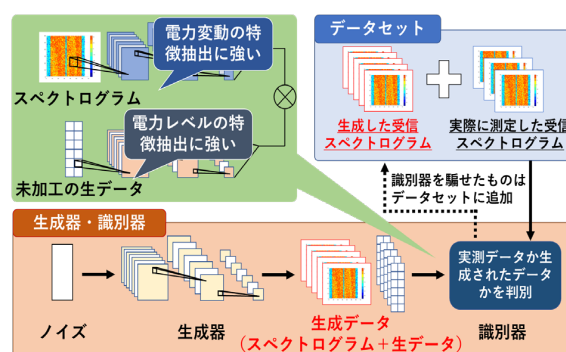 電力変動の特
徴抽出に強い
スペクトログラム
電力レベルの特
徴抽出に強い
未加工の生データ
データセット
生成した受信
スペクトログラム
実際に測定した受信
スペクトログラム
識別器を騙せたものは
データセットに追加
生成器・識別器
ノイズ
生成器
生成データ
（スペクトログラム＋生データ）
実測データか生
成されたデータ
かを判別
識別器